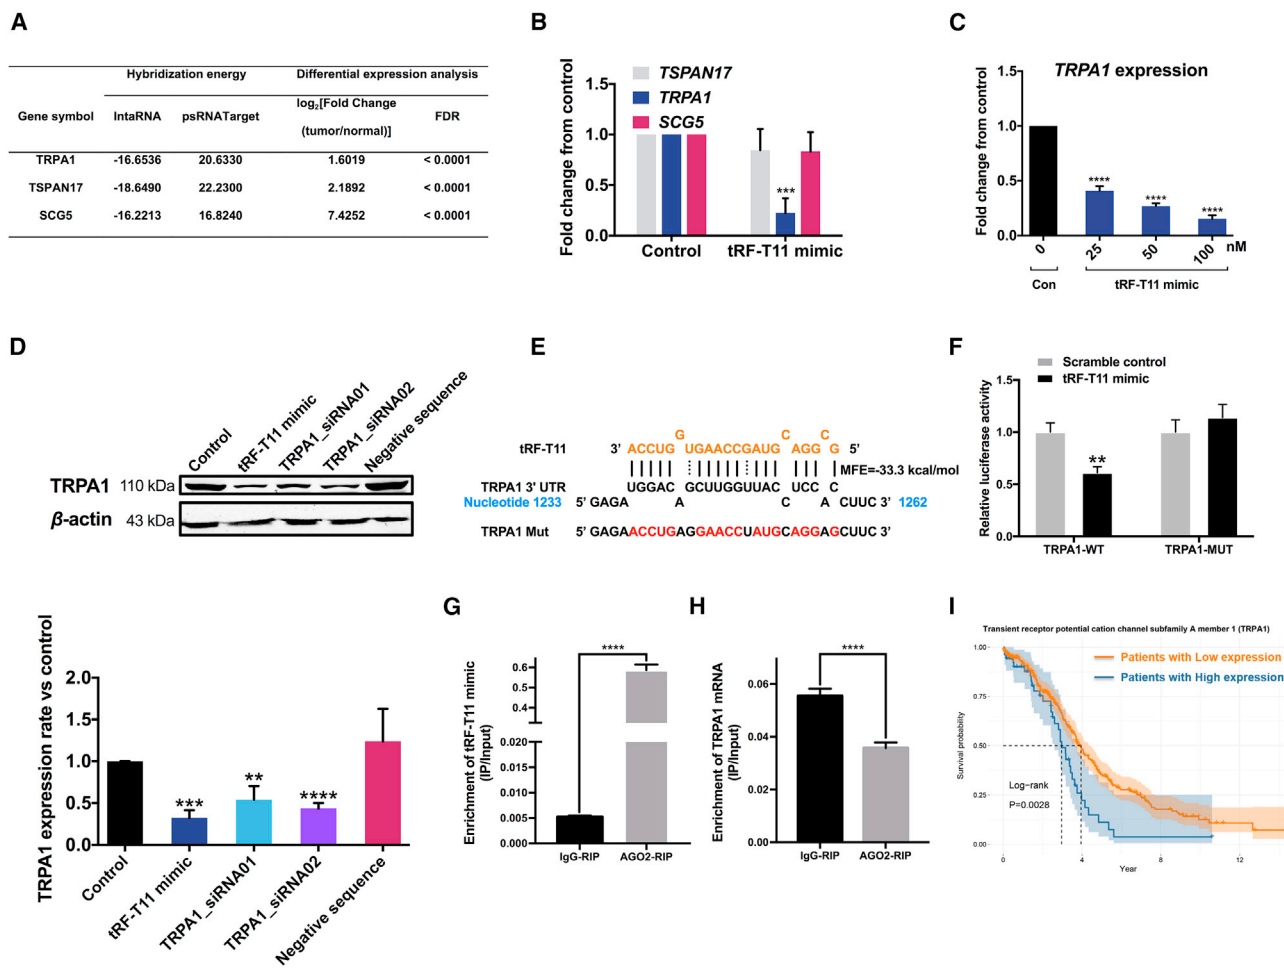 A
Hybridization energy Differential expression analysis
Gene symbol IntaRNA psRNATarget log2[Fold Change (tumor/normal)] FDR
TRPA1 -16.6536 20.6330 1.6019 < 0.0001
TSPAN17 -18.6490 22.2300 2.1892 < 0.0001
SCG5 -16.2213 16.8240 7.4252 < 0.0001
B
Fold change from control
1.5
1.0
0.5
0.0
TSPAN17
TRPA1
SCG5
***
Control tRF-T11 mimic
C
TRPA1 expression
Fold change from control
1.5
1.0
0.5
0.0
****
****
****
0 25 50 100 nM
Con tRF-T11 mimic
D
Control
tRF-T11 mimic
TRPA1_siRNA01
TRPA1_siRNA02
Negative sequence
TRPA1 110 kDa
β-actin 43 kDa
TRPA1 expression rate vs control
2.0
1.5
1.0
0.5
0.0
***
**
****
Control
tRF-T11 mimic
TRPA1_siRNA01
TRPA1_siRNA02
Negative sequence
E
G C C
tRF-T11 3' ACCUG UGAACCGAUG AGG G 5'
MFE=-33.3 kcal/mol
TRPA1 3' UTR UGGAC GCUUGGUUAC UCC C
Nucleotide 1233 5' GAGA A C A CUUC 3' 1262
TRPA1 Mut 5' GAGAACCUGAGGAACCUAUGCAGGAGCUUC 3'
F
Scramble control
tRF-T11 mimic
Relative luciferase activity
1.5
1.0
0.5
0.0
**
TRPA1-WT TRPA1-MUT
G
Enrichment of tRF-T11 mimic
(IP/Input)
****
0.6
0.5
0.4
0.020
0.015
0.010
0.005
0.000
IgG-RIP AGO2-RIP
H
Enrichment of TRPA1 mRNA
(IP/Input)
****
0.06
0.04
0.02
0.00
IgG-RIP AGO2-RIP
I
Transient receptor potential cation channel subfamily A member 1 (TRPA1)
Patients with Low expression
Patients with High expression
Survival probability
1.00
0.75
0.50
0.25
0.00
Log-rank
P=0.0028
0 4 8 12
Year